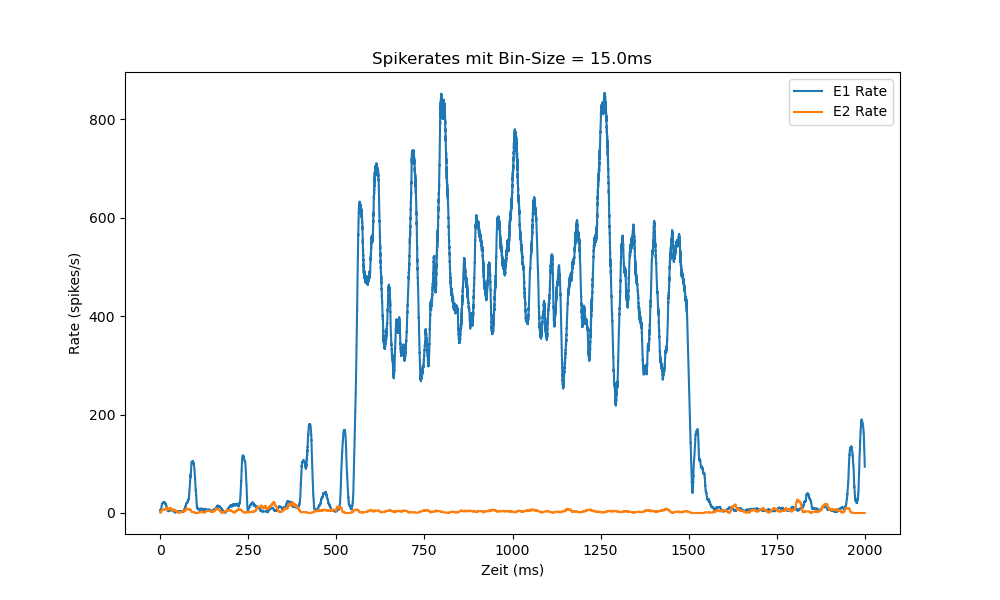 Spikerates mit Bin-Size = 15.0ms
E1 Rate
E2 Rate
Rate (spikes/s)
800
600
400
200
0
0 250 500 750 1000 1250 1500 1750 2000
Zeit (ms)